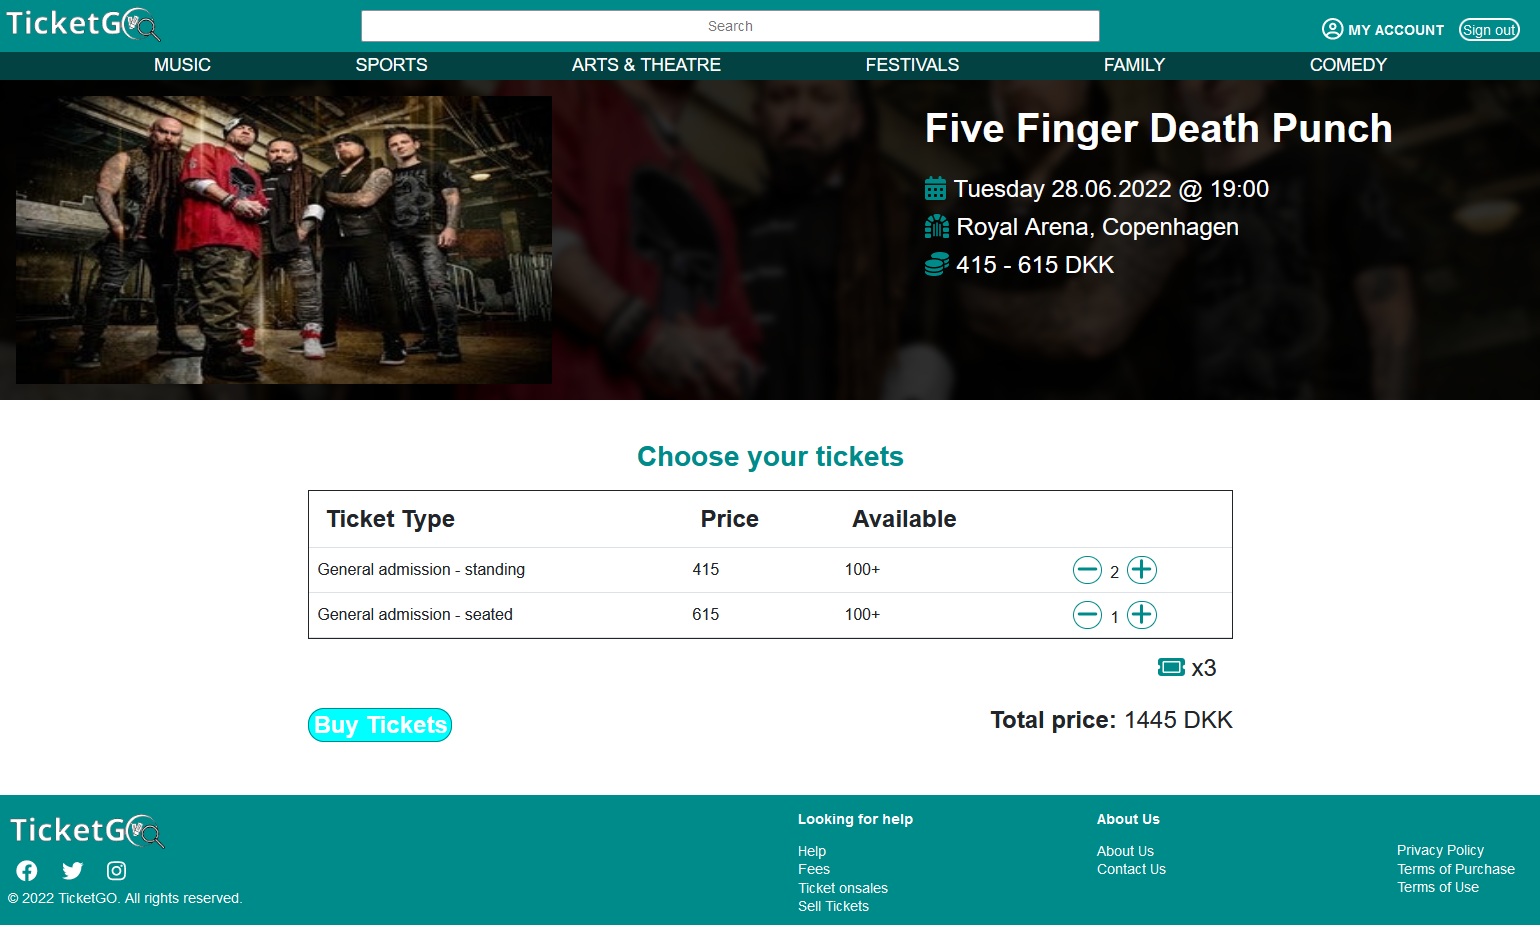 TicketGO
Search
MY ACCOUNT
Sign out
MUSIC
SPORTS
ARTS & THEATRE
FESTIVALS
FAMILY
COMEDY
Five Finger Death Punch
Tuesday 28.06.2022 @ 19:00
Royal Arena, Copenhagen
415 - 615 DKK
Choose your tickets
Ticket Type Price Available
General admission - standing 415 100+ 2
General admission - seated 615 100+ 1
x3
Buy Tickets
Total price: 1445 DKK
TicketGO
© 2022 TicketGO. All rights reserved.
Looking for help
Help
Fees
Ticket onsales
Sell Tickets
About Us
About Us
Contact Us
Privacy Policy
Terms of Purchase
Terms of Use